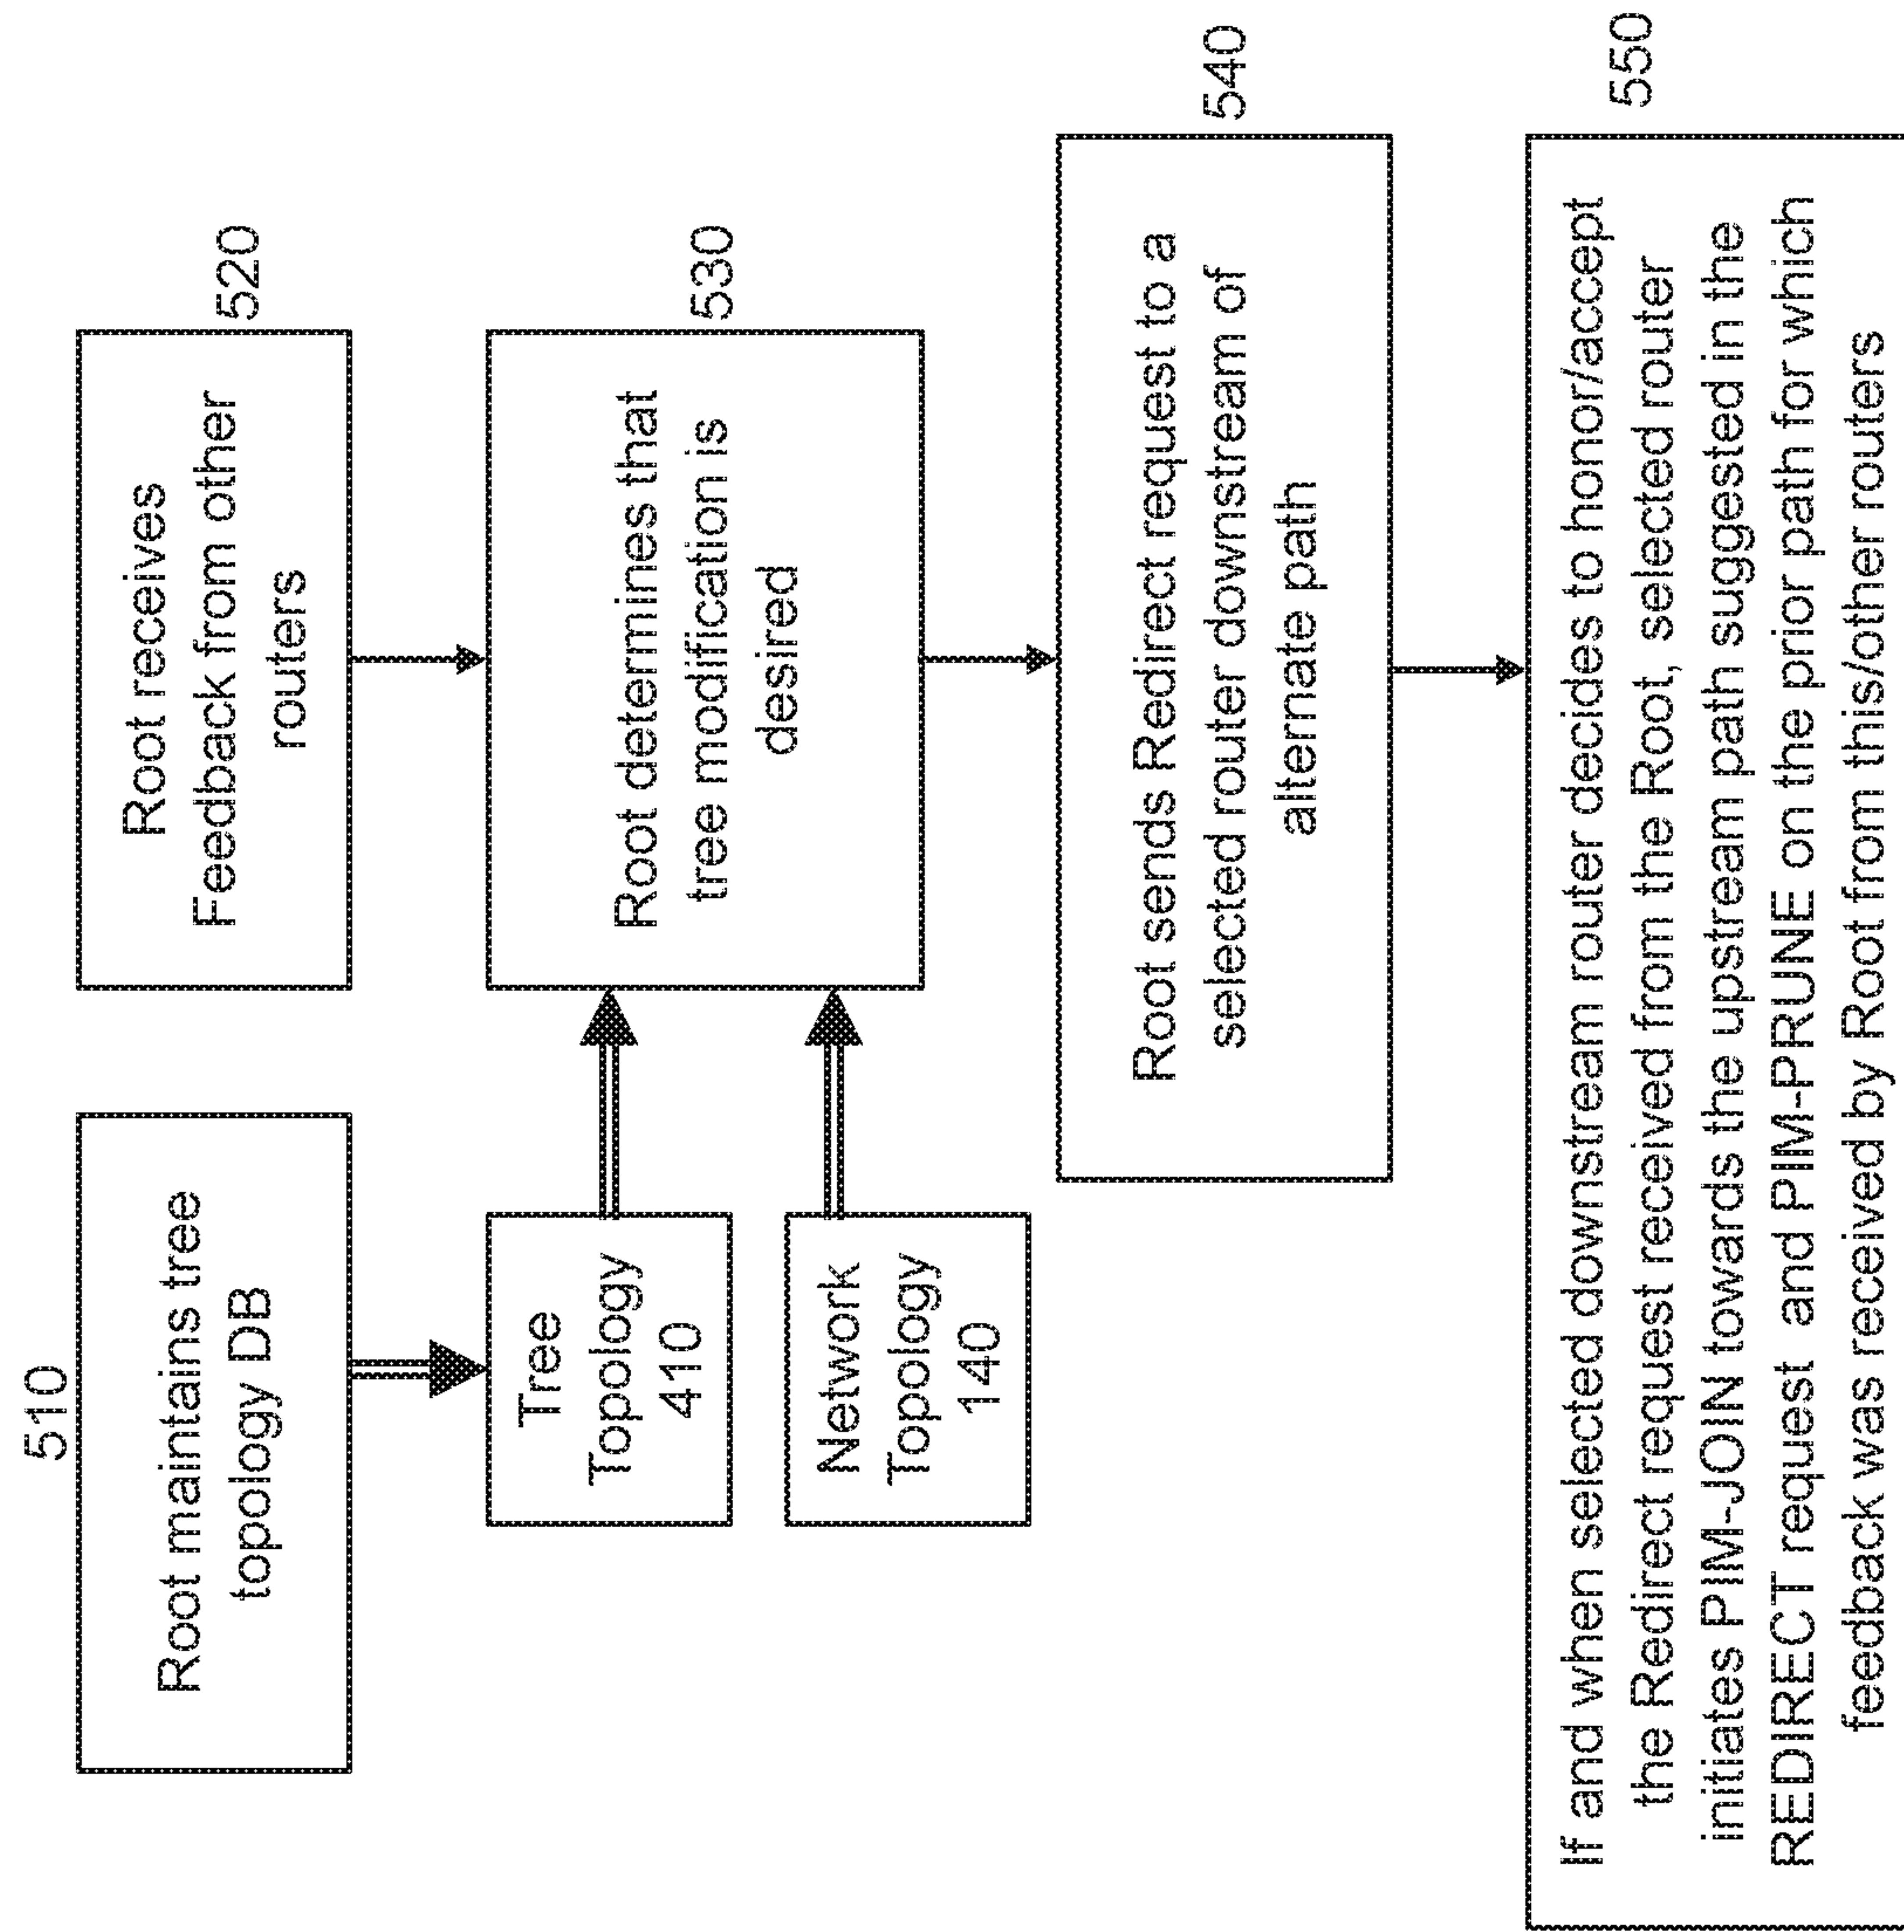 510
Root maintains tree
topology DB
Root receives
Feedback from other
routers
520
Tree
Topology
410
Network
Topology
140
Root determines that
tree modification is
desired
530
Root sends Redirect request to a
selected router downstream of
alternate path
540
If and when selected downstream router decides to honor/accept
the Redirect request received from the Root, selected router
initiates PIM-JOIN towards the upstream path suggested in the
REDIRECT request and PIM-PRUNE on the prior path for which
feedback was received by Root from this/other routers
550